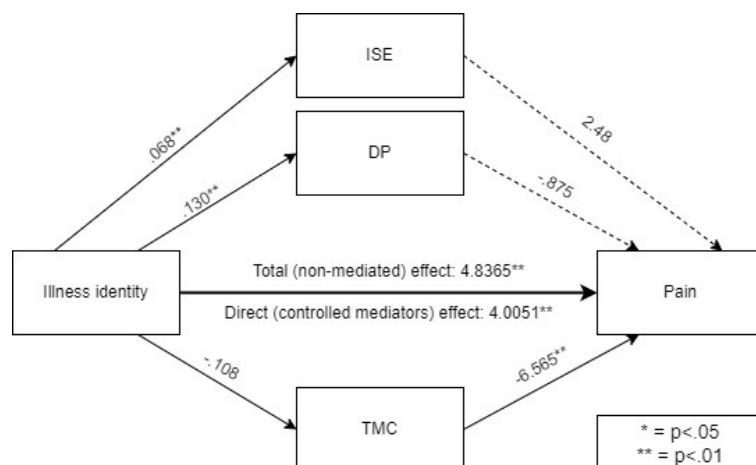 ISE
.068**
2.48
DP
.130**
-.875
Illness identity
Total (non-mediated) effect: 4.8365**
Direct (controlled mediators) effect: 4.0051**
Pain
-.108
-6.565**
TMC
* = p<.05
** = p<.01